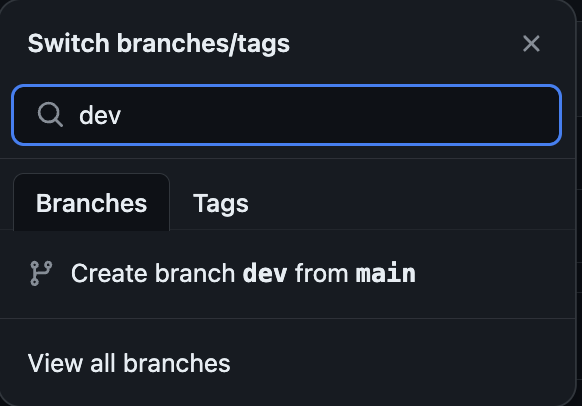 Switch branches/tags
dev
Branches Tags
Create branch dev from main
View all branches